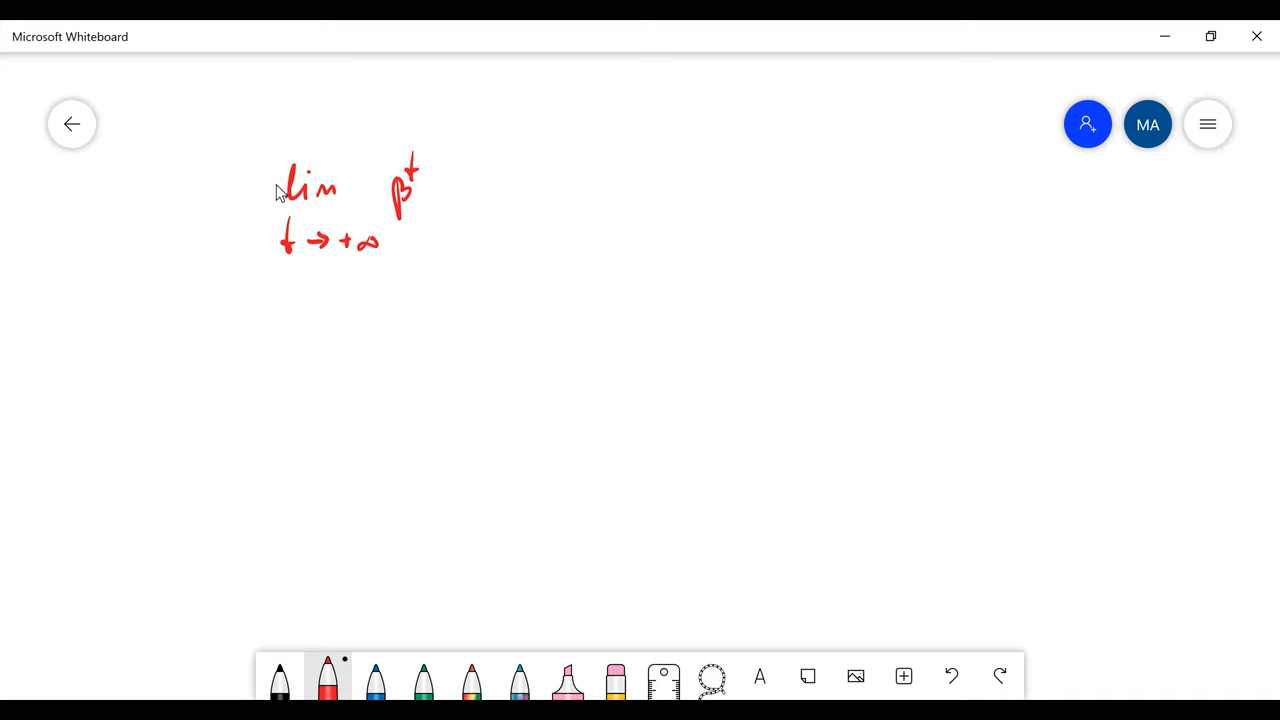 Microsoft Whiteboard
MA
lim β^t
t → +∞
A